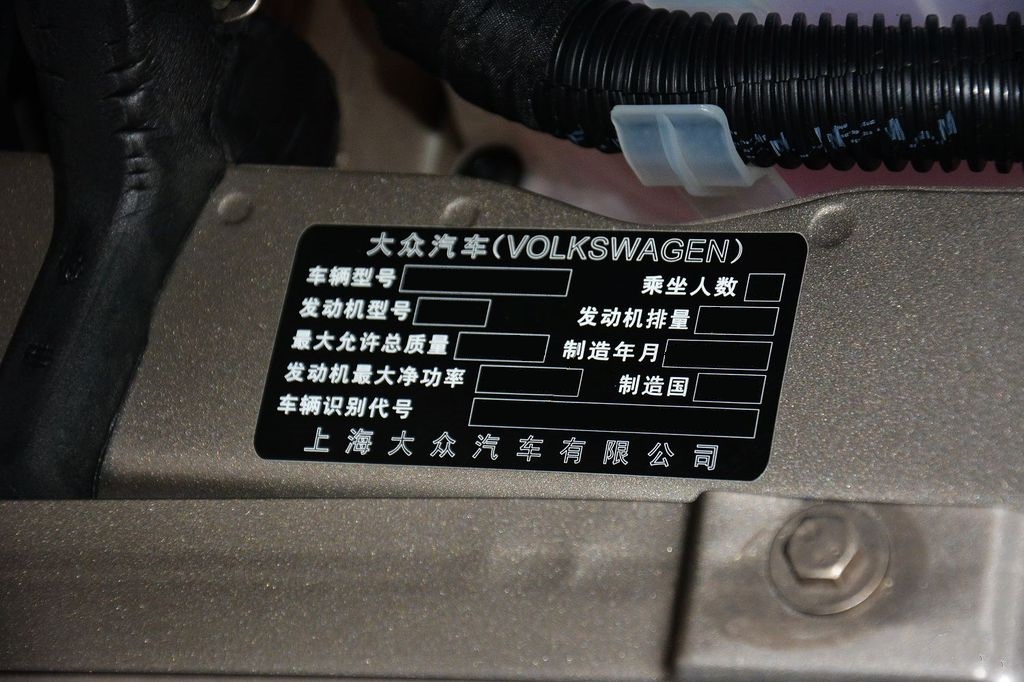 大众汽车(VOLKSWAGEN)
车辆型号 乘坐人数
发动机型号 发动机排量
最大允许总质量 制造年月
发动机最大净功率 制造国
车辆识别代号
上海大众汽车有限公司